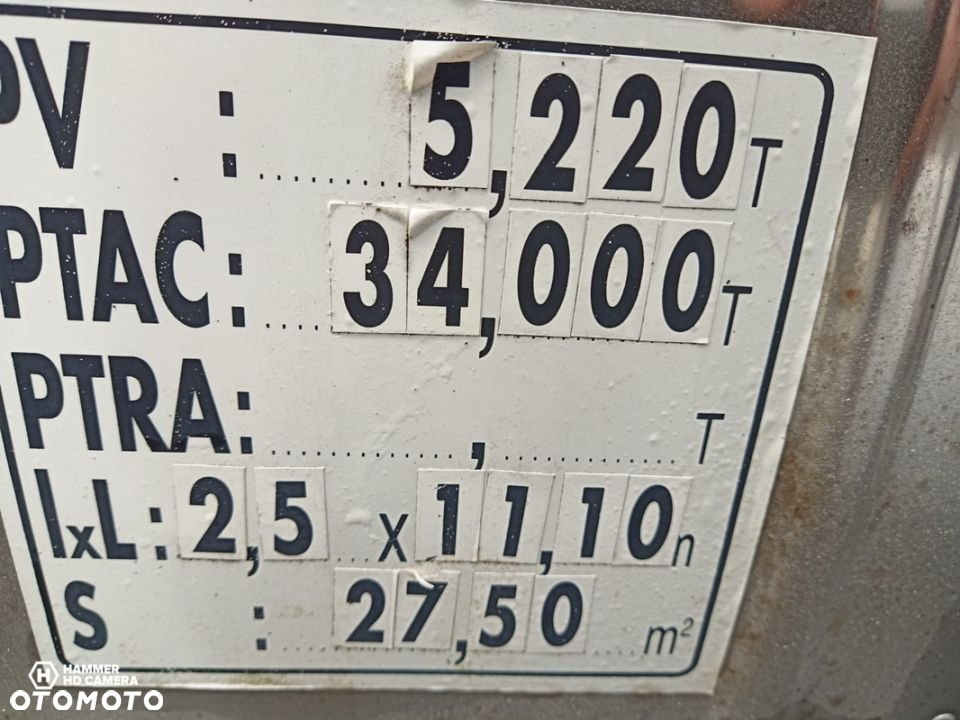 PV : 5,220 T
PTAC : 34,000 T
PTRA : , T
lxL : 2,5 x 11,10 n
S : 27,50 m²
HAMMER
HD CAMERA
OTOMOTO